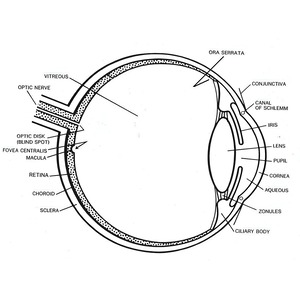 ORA SERRATA
VITREOUS
OPTIC NERVE
CONJUNCTIVA
CANAL
OF SCHLEMM
IRIS
OPTIC DISK
(BLIND SPOT)
FOVEA CENTRALIS
MACULA
LENS
PUPIL
RETINA
CORNEA
CHOROID
AQUEOUS
SCLERA
ZONULES
CILIARY BODY